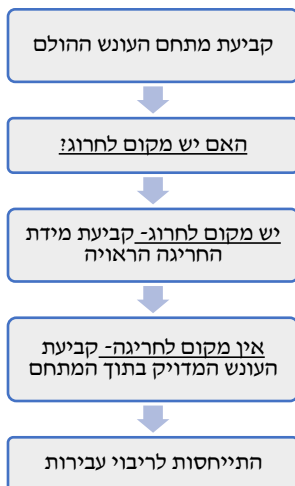 קביעת מתחם העונש ההולם
האם יש מקום לחרוג?
יש מקום לחרוג- קביעת מידת
החריגה הראויה
אין מקום לחריגה- קביעת
העונש המדויק בתוך המתחם
התייחסות לריבוי עבירות